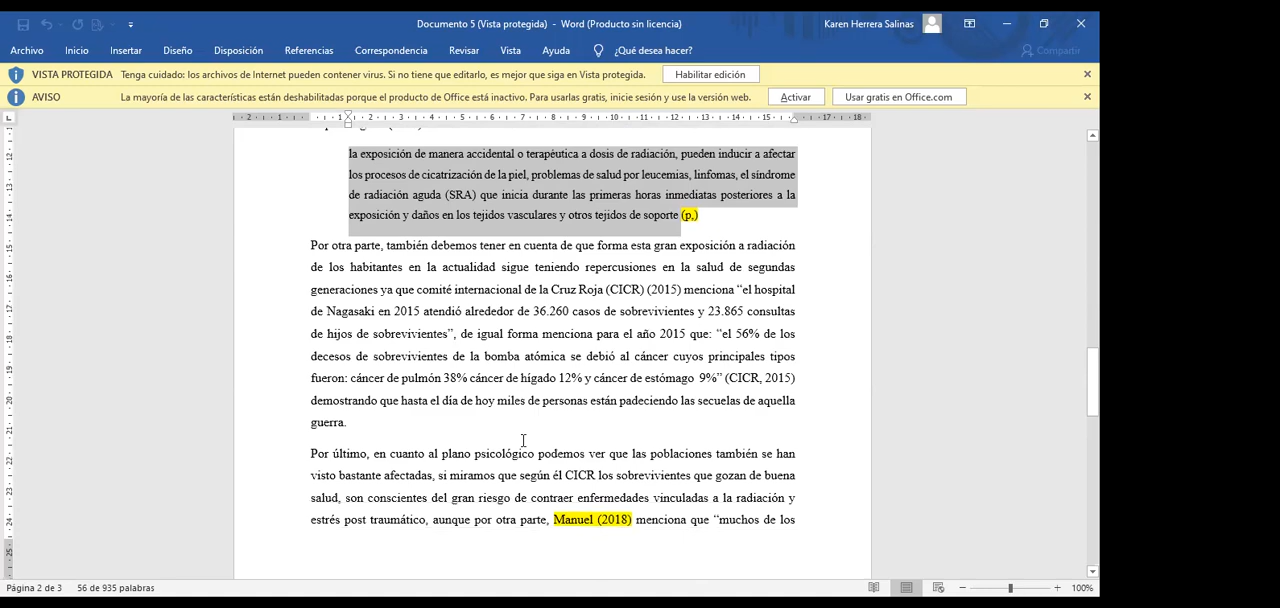 Documento 5 (Vista protegida) - Word (Producto sin licencia)
Karen Herrera Salinas
Archivo Inicio Insertar Diseño Disposición Referencias Correspondencia Revisar Vista Ayuda ¿Qué desea hacer? Compartir
VISTA PROTEGIDA Tenga cuidado: los archivos de Internet pueden contener virus. Si no tiene que editarlo, es mejor que siga en Vista protegida. Habilitar edición
AVISO La mayoría de las características están deshabilitadas porque el producto de Office está inactivo. Para usarlas gratis, inicie sesión y use la versión web. Activar Usar gratis en Office.com
la exposición de manera accidental o terapéutica a dosis de radiación, pueden inducir a afectar
los procesos de cicatrización de la piel, problemas de salud por leucemias, linfomas, el síndrome
de radiación aguda (SRA) que inicia durante las primeras horas inmediatas posteriores a la
exposición y daños en los tejidos vasculares y otros tejidos de soporte (p,)
Por otra parte, también debemos tener en cuenta de que forma esta gran exposición a radiación
de los habitantes en la actualidad sigue teniendo repercusiones en la salud de segundas
generaciones ya que comité internacional de la Cruz Roja (CICR) (2015) menciona “el hospital
de Nagasaki en 2015 atendió alrededor de 36.260 casos de sobrevivientes y 23.865 consultas
de hijos de sobrevivientes”, de igual forma menciona para el año 2015 que: “el 56% de los
decesos de sobrevivientes de la bomba atómica se debió al cáncer cuyos principales tipos
fueron: cáncer de pulmón 38% cáncer de hígado 12% y cáncer de estómago 9%” (CICR, 2015)
demostrando que hasta el día de hoy miles de personas están padeciendo las secuelas de aquella
guerra.
Por último, en cuanto al plano psicológico podemos ver que las poblaciones también se han
visto bastante afectadas, si miramos que según él CICR los sobrevivientes que gozan de buena
salud, son conscientes del gran riesgo de contraer enfermedades vinculadas a la radiación y
estrés post traumático, aunque por otra parte, Manuel (2018) menciona que “muchos de los
Página 2 de 3 56 de 935 palabras 100%